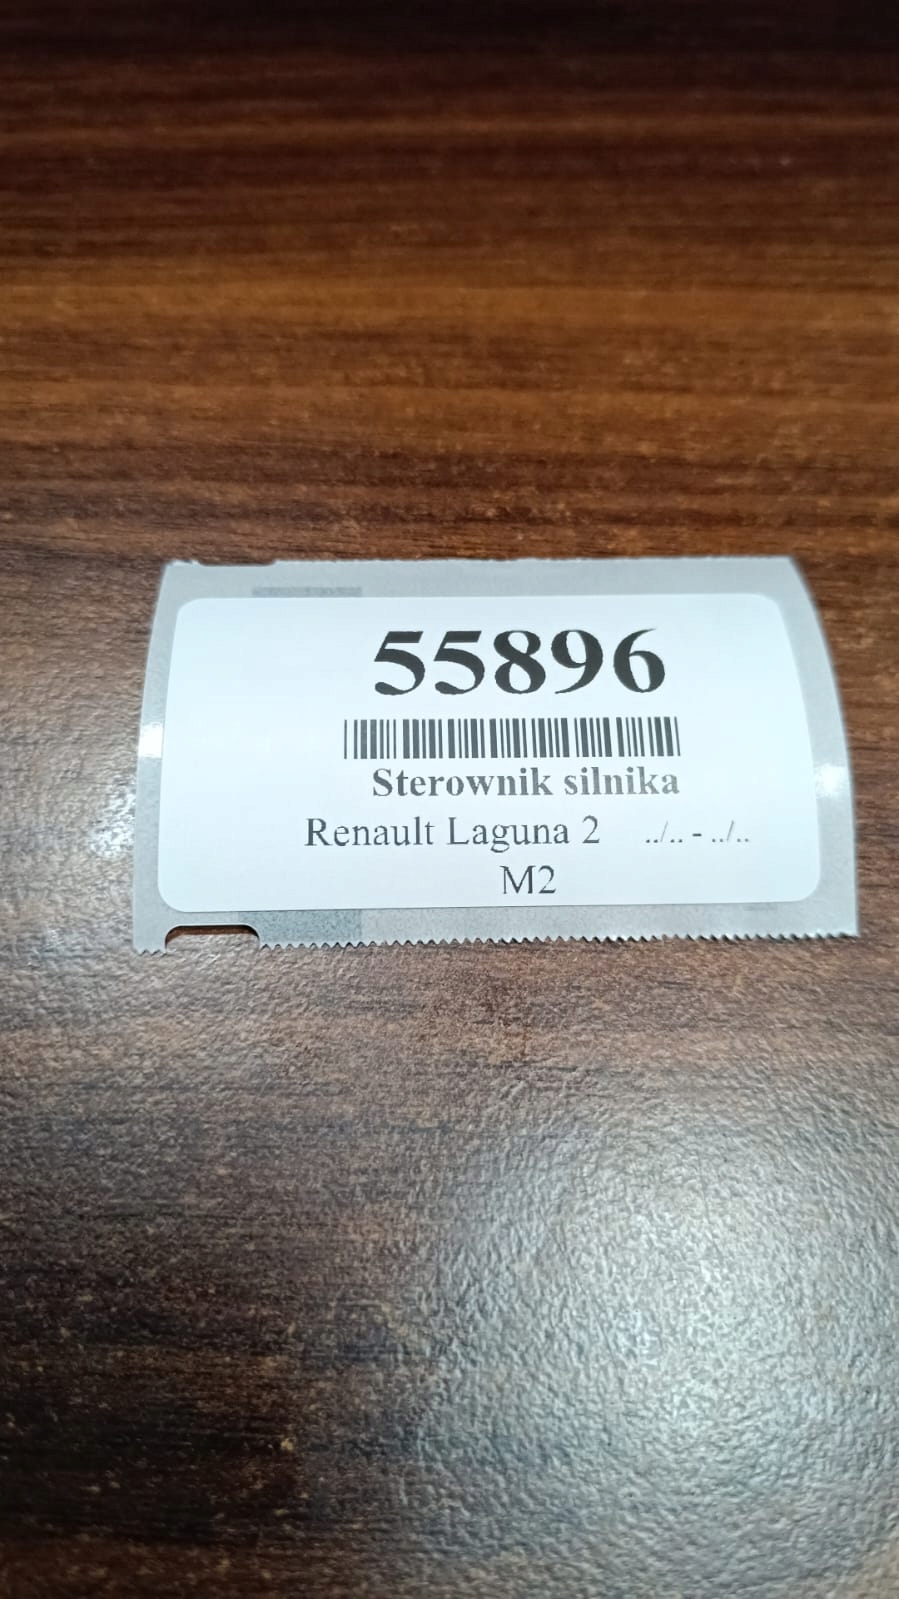 55896
Sterownik silnika
Renault Laguna 2 ../.. - ../..
M2